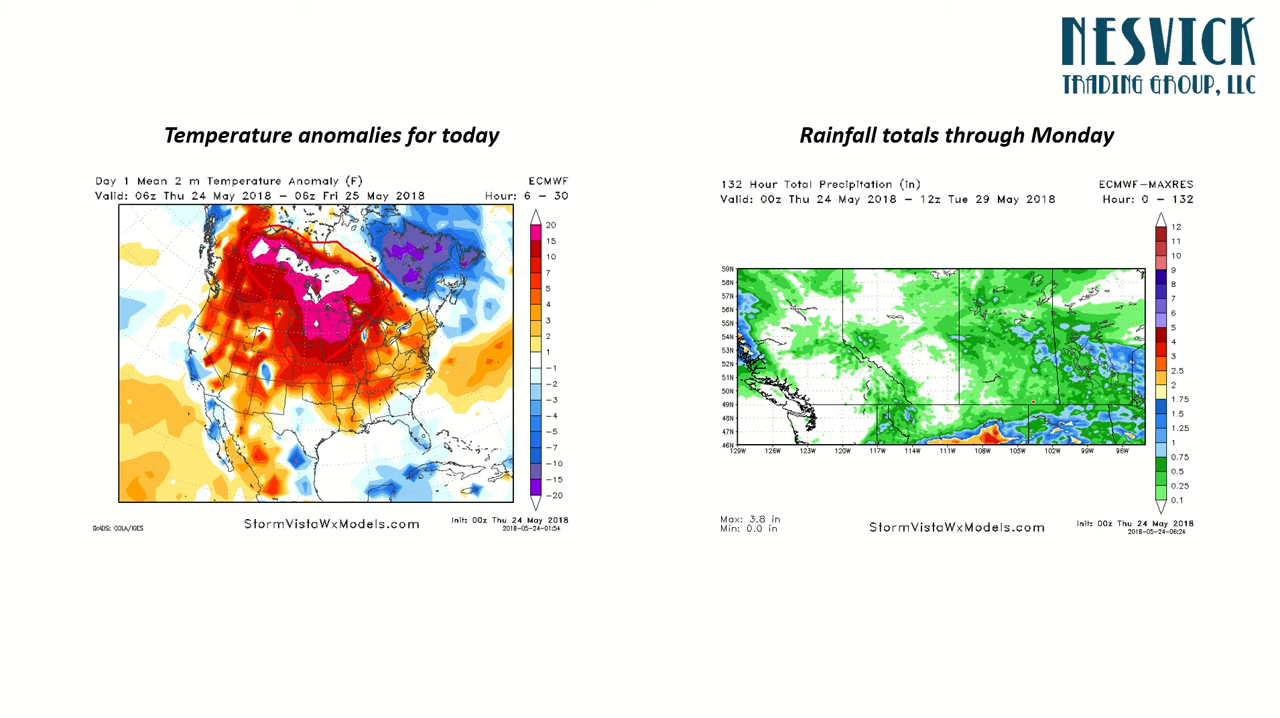 NESVICK
TRADING GROUP, LLC
Temperature anomalies for today
Day 1 Mean 2 m Temperature Anomaly (F)
ECMWF
Valid: 06z Thu 24 May 2018 – 06z Fri 25 May 2018
Hour: 6 – 30
20
15
10
7
5
4
3
2
1
−1
−2
−3
−4
−5
−7
−10
−15
−20
GrADS: COLA/IGES
StormVistaWxModels.com
Init: 00z Thu 24 May 2018
2018-05-24-01:54
Rainfall totals through Monday
132 Hour Total Precipitation (in)
ECMWF-MAXRES
Valid: 00z Thu 24 May 2018 – 12z Tue 29 May 2018
Hour: 0 – 132
59N
58N
57N
56N
55N
54N
53N
52N
51N
50N
49N
48N
47N
46N
129W 126W 123W 120W 117W 114W 111W 108W 105W 102W 99W 96W
12
11
10
9
8
7
6
5
4
3
2.5
2
1.75
1.5
1.25
1
0.75
0.5
0.25
0.1
Max: 3.8 in
Min: 0.0 in
StormVistaWxModels.com
Init: 00z Thu 24 May 2018
2018-05-24-06:24